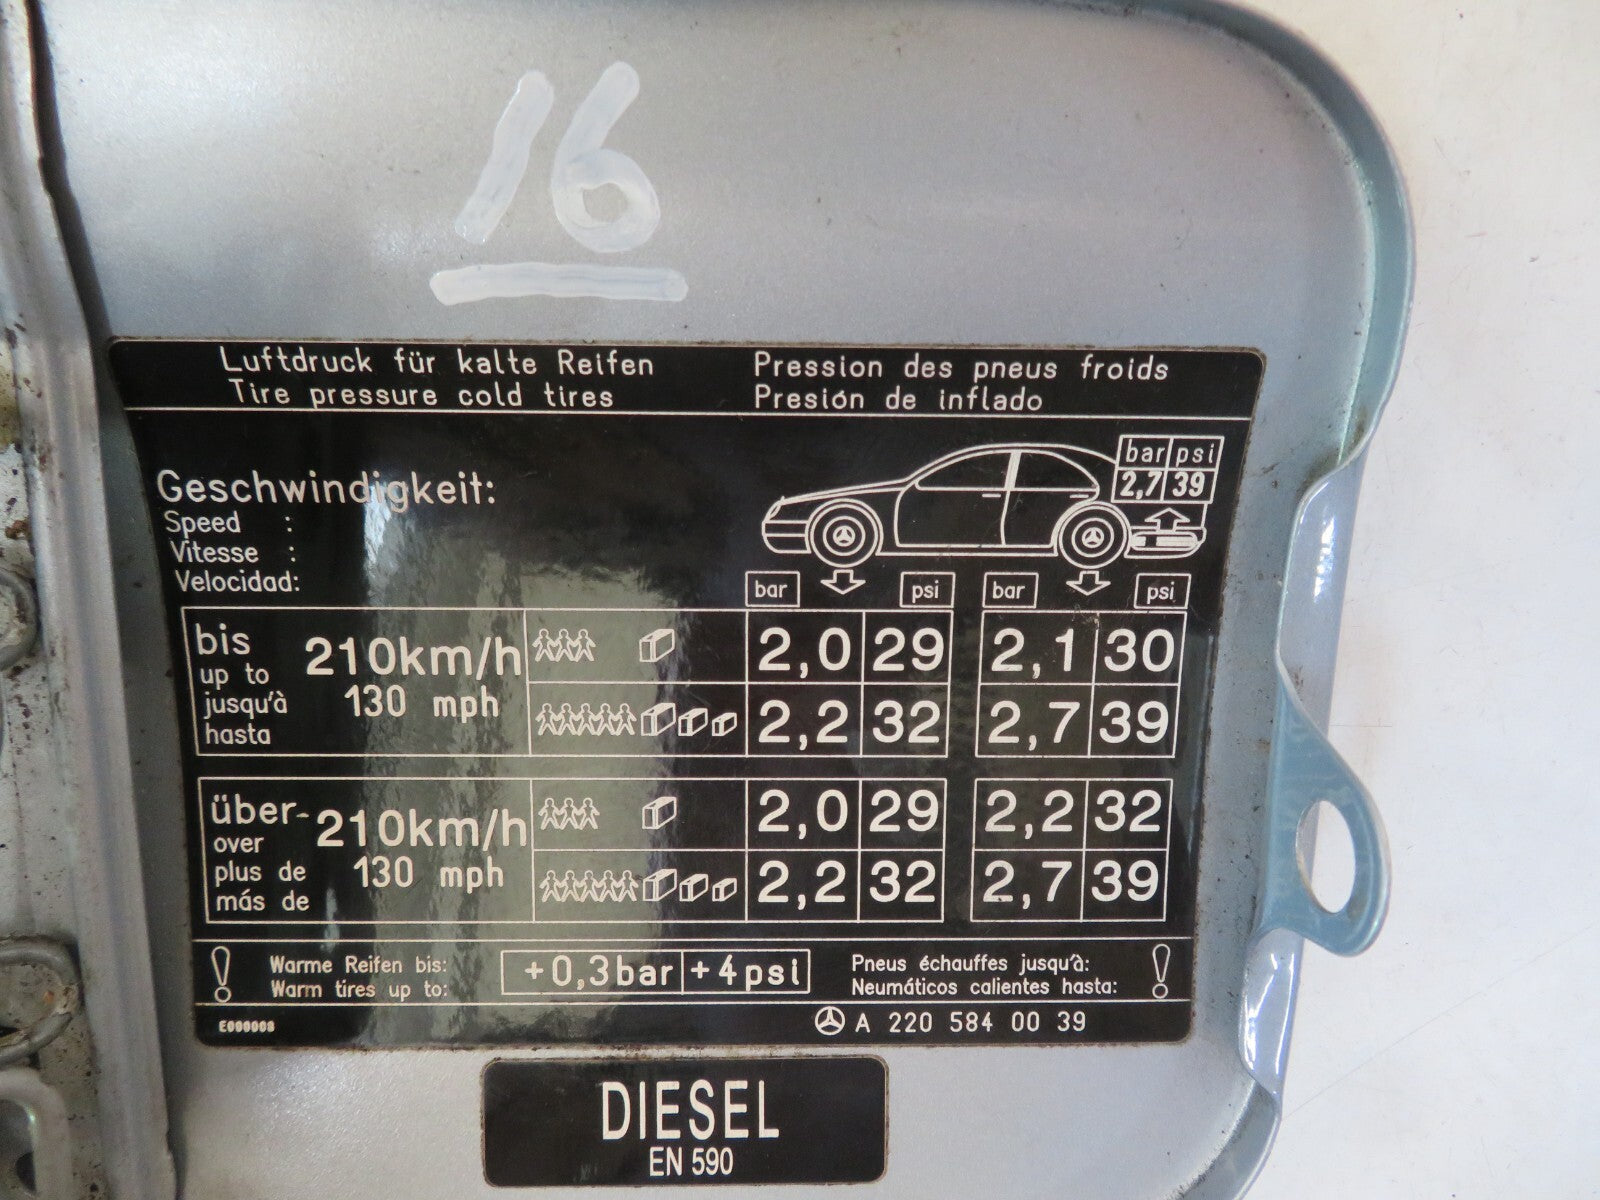 16
Luftdruck für kalte Reifen
Tire pressure cold tires
Pression des pneus froids
Presión de inflado
bar psi
2,7 39
Geschwindigkeit:
Speed :
Vitesse :
Velocidad:
bar psi bar psi
bis 210km/h
up to
jusqu'à 130 mph
hasta
2,0 29 2,1 30
2,2 32 2,7 39
über- 210km/h
over
plus de 130 mph
más de
2,0 29 2,2 32
2,2 32 2,7 39
! Warme Reifen bis:
Warm tires up to:
+0,3bar +4psi
Pneus échauffes jusqu'à: !
Neumáticos calientes hasta:
E000008 A 220 584 00 39
DIESEL
EN 590